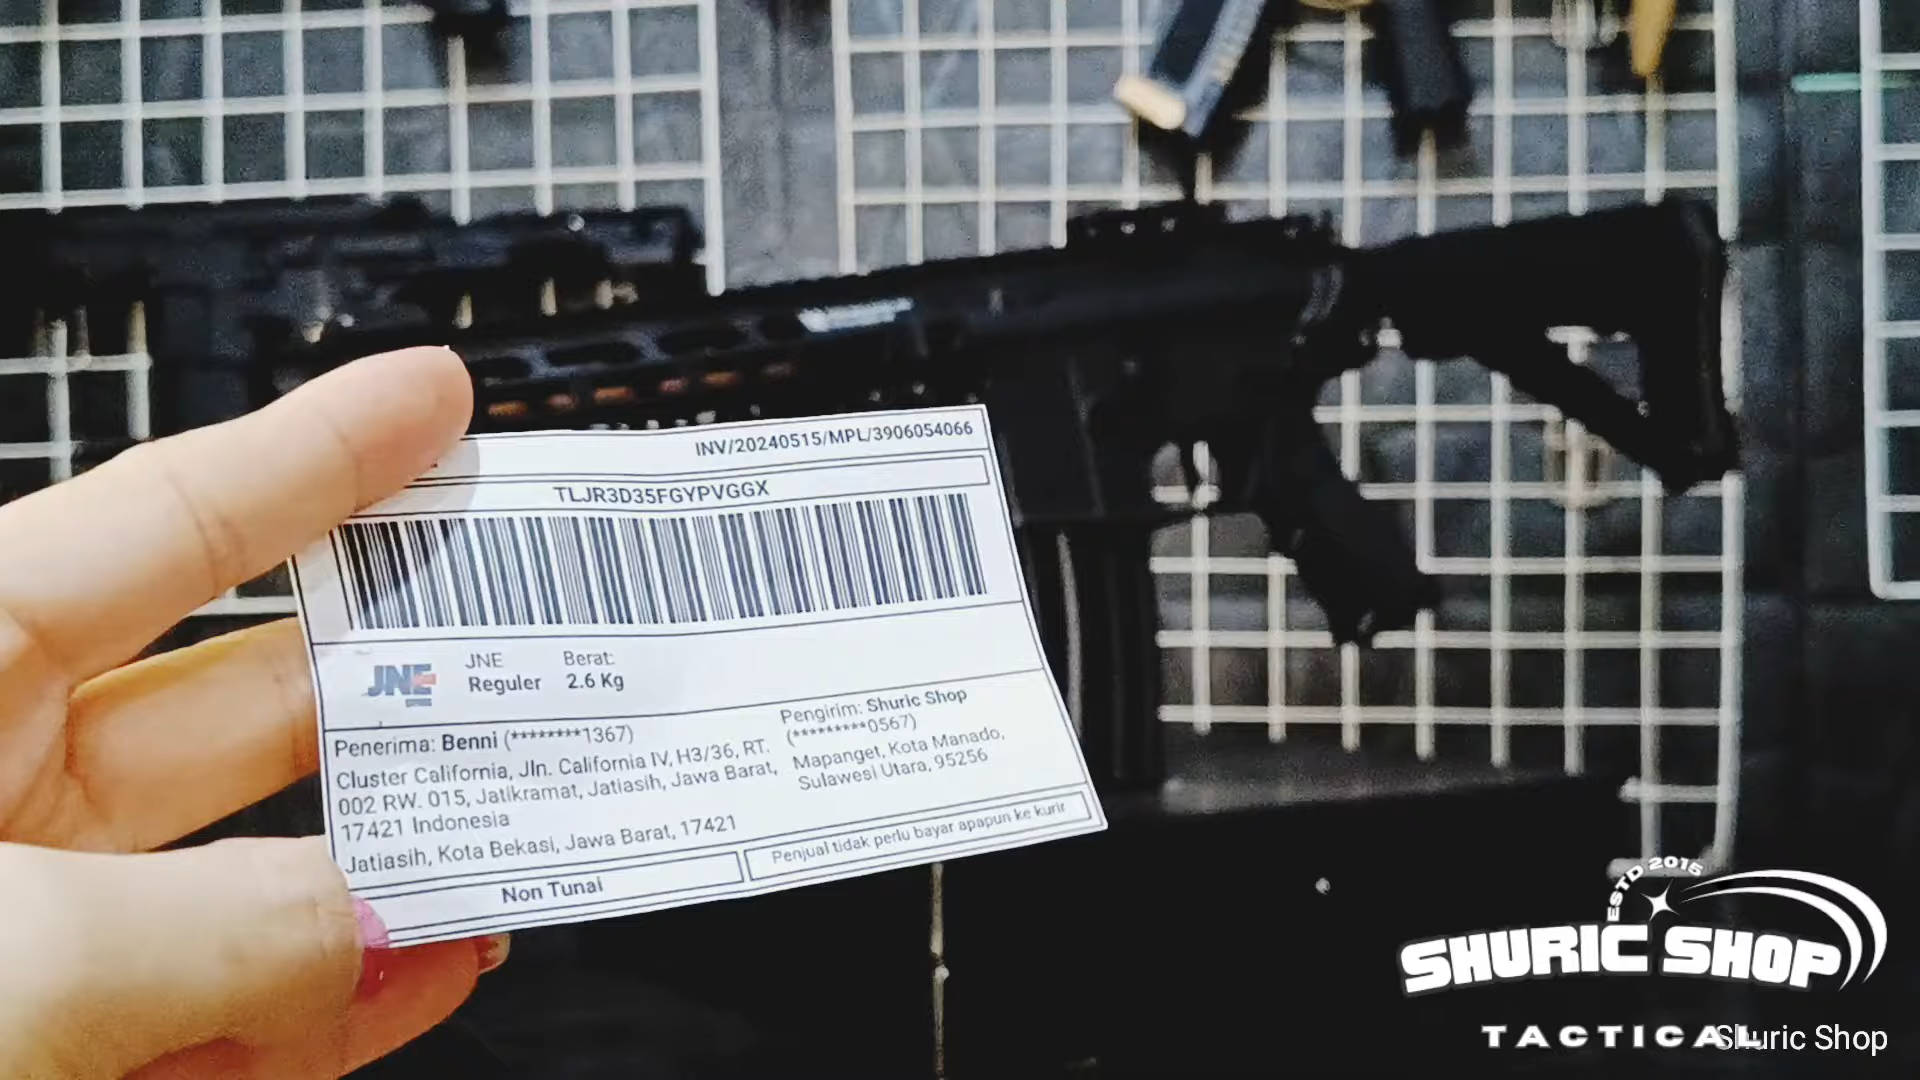 INV/20240515/MPL/3906054066
TLJR3D35FGYPVGGX
JNE
JNE
Reguler
Berat:
2.6 Kg
Penerima: Benni (********1367)
Cluster California, Jln. California IV, H3/36, RT.
002 RW. 015, Jatikramat, Jatiasih, Jawa Barat,
17421 Indonesia
Jatiasih, Kota Bekasi, Jawa Barat, 17421
Pengirim: Shuric Shop
(*********0567)
Mapanget, Kota Manado,
Sulawesi Utara, 95256
Non Tunai
Penjual tidak perlu bayar apapun ke kurir
ESTD 2015
SHURIC SHOP
TACTICAL
Shuric Shop